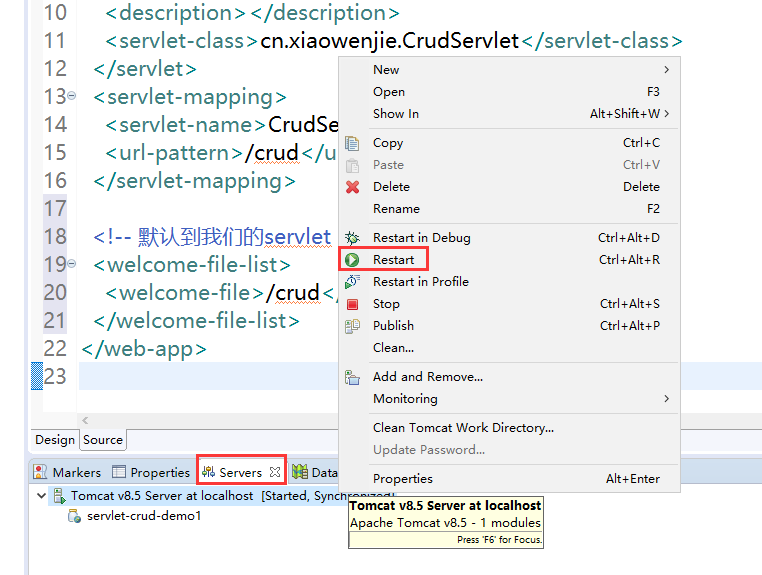 10 <description></description>
11 <servlet-class>cn.xiaowenjie.CrudServlet</servlet-class>
12 </servlet>
13 <servlet-mapping>
14 <servlet-name>CrudSe
15 <url-pattern>/crud</u
16 </servlet-mapping>
17
18 <!-- 默认到我们的servlet
19 <welcome-file-list>
20 <welcome-file>/crud</
21 </welcome-file-list>
22 </web-app>
23
New
Open F3
Show In Alt+Shift+W
Copy Ctrl+C
Paste Ctrl+V
Delete Delete
Rename F2
Restart in Debug Ctrl+Alt+D
Restart Ctrl+Alt+R
Restart in Profile
Stop Ctrl+Alt+S
Publish Ctrl+Alt+P
Clean...
Add and Remove...
Monitoring
Clean Tomcat Work Directory...
Update Password...
Properties Alt+Enter
Design Source
Markers Properties Servers Data
Tomcat v8.5 Server at localhost [Started, Synchronized]
servlet-crud-demo1
Tomcat v8.5 Server at localhost
Apache Tomcat v8.5 - 1 modules
Press 'F6' for Focus.